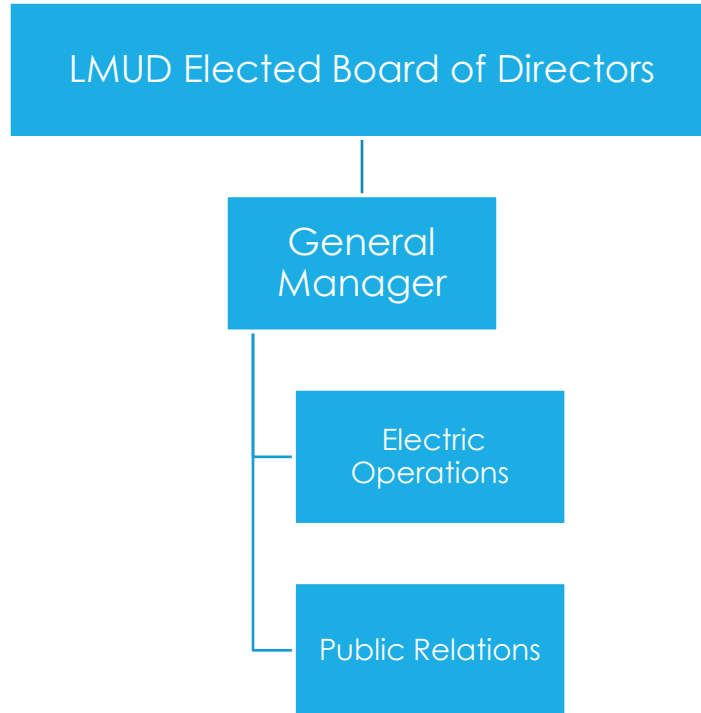 LMUD Elected Board of Directors
General
Manager
Electric
Operations
Public Relations